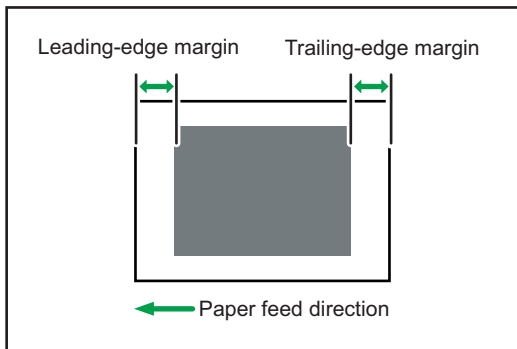 Leading-edge margin
Trailing-edge margin
Paper feed direction